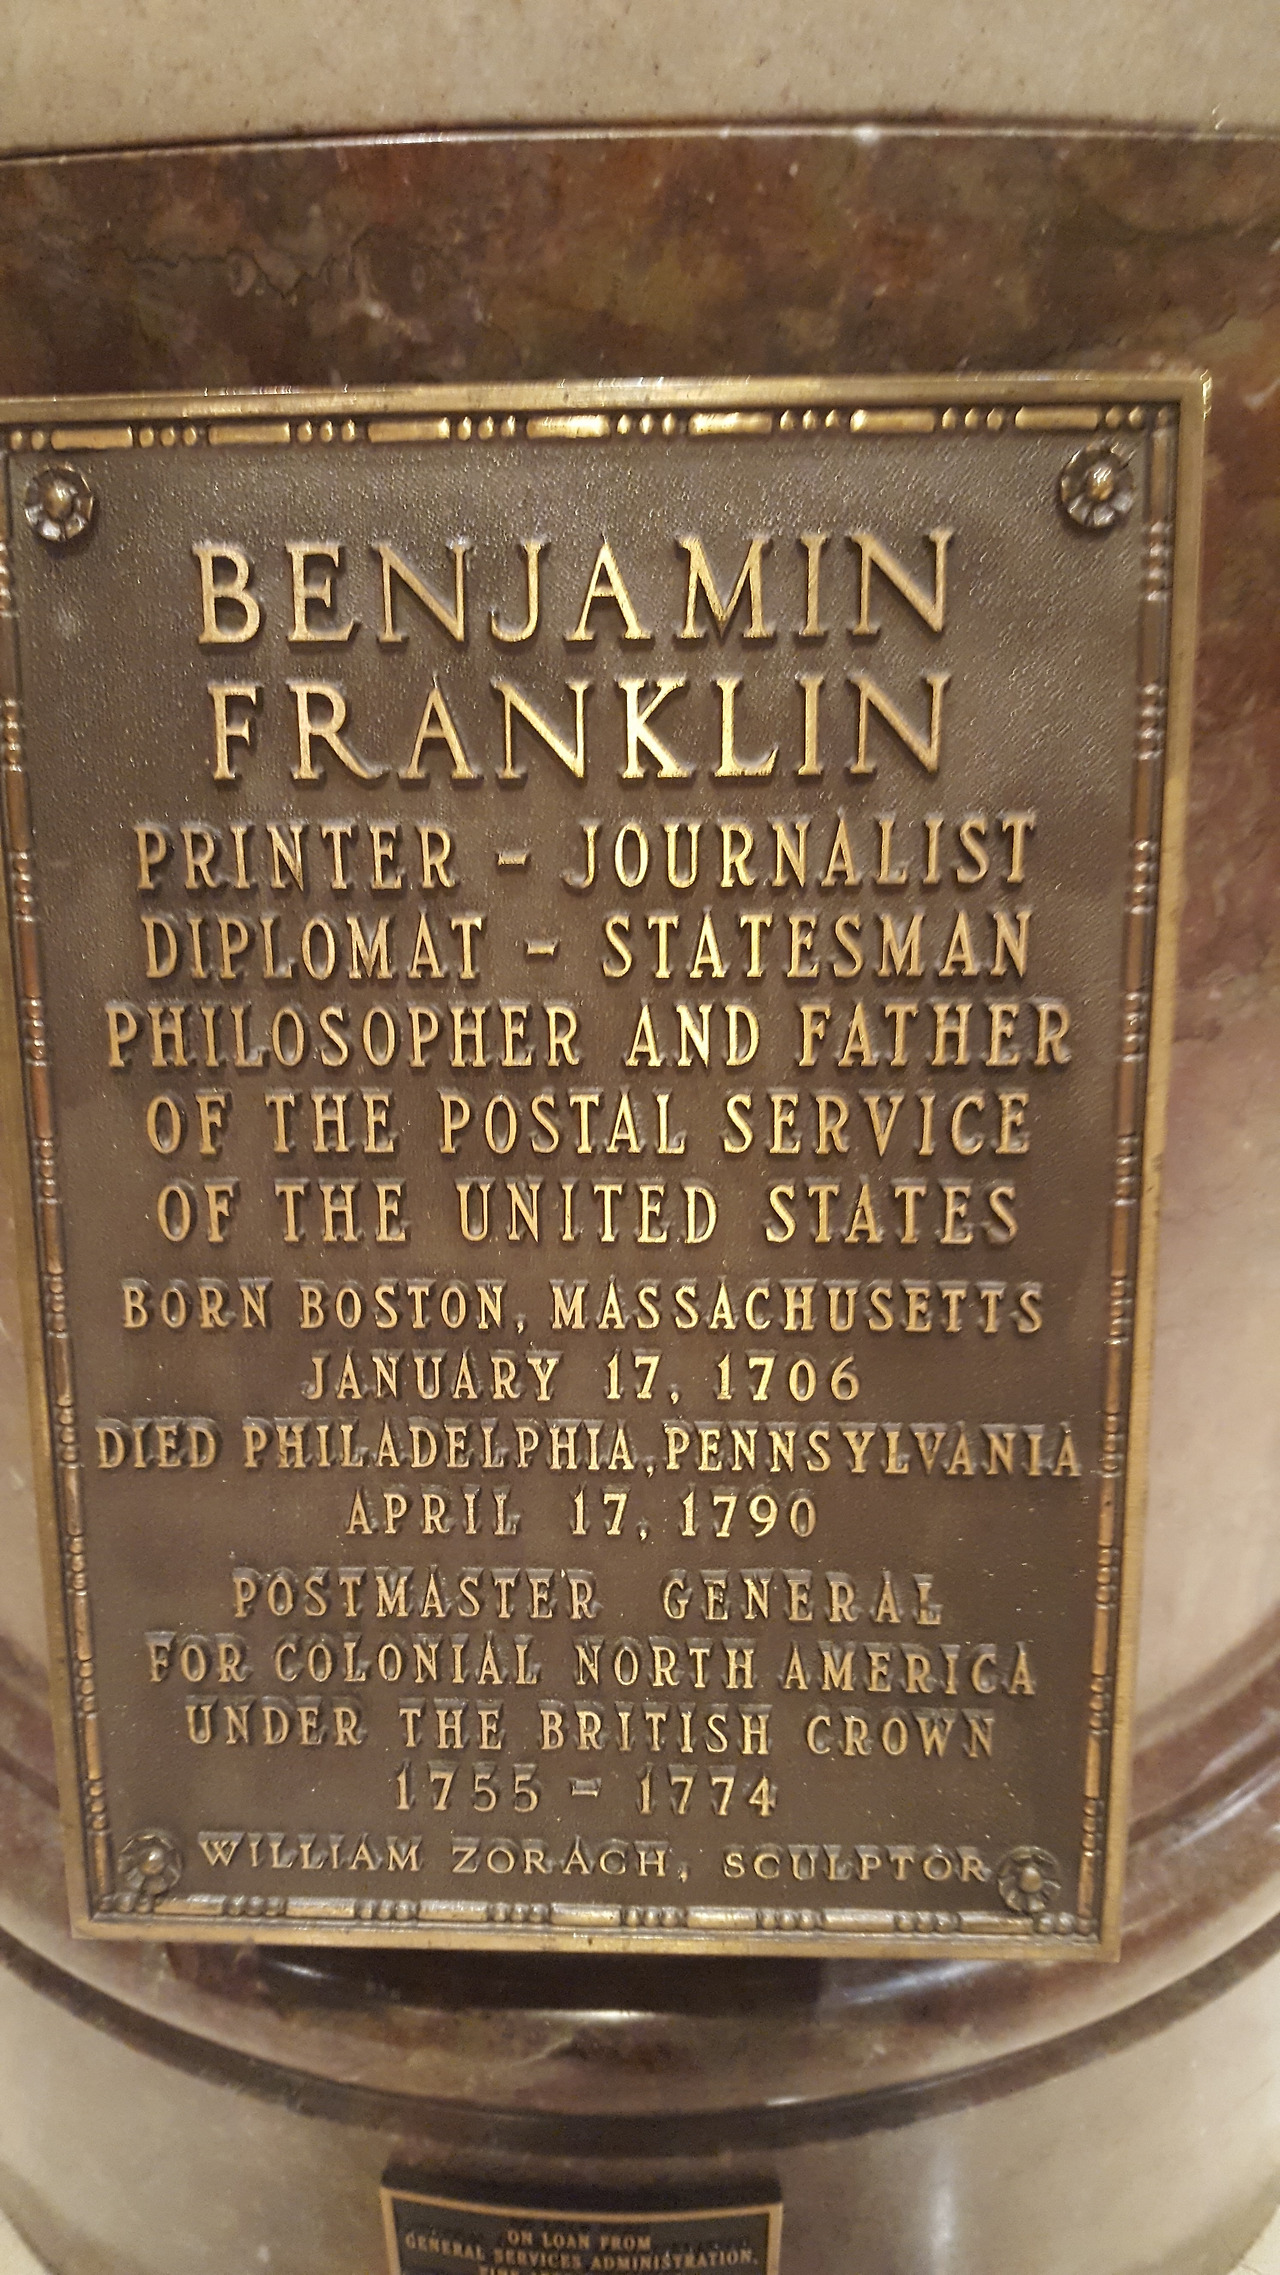 BENJAMIN
FRANKLIN
PRINTER - JOURNALIST
DIPLOMAT - STATESMAN
PHILOSOPHER AND FATHER
OF THE POSTAL SERVICE
OF THE UNITED STATES
BORN BOSTON, MASSACHUSETTS
JANUARY 17, 1706
DIED PHILADELPHIA, PENNSYLVANIA
APRIL 17, 1790
POSTMASTER GENERAL
FOR COLONIAL NORTH AMERICA
UNDER THE BRITISH CROWN
1755 - 1774
WILLIAM ZORACH, SCULPTOR
ON LOAN FROM
GENERAL SERVICES ADMINISTRATION,